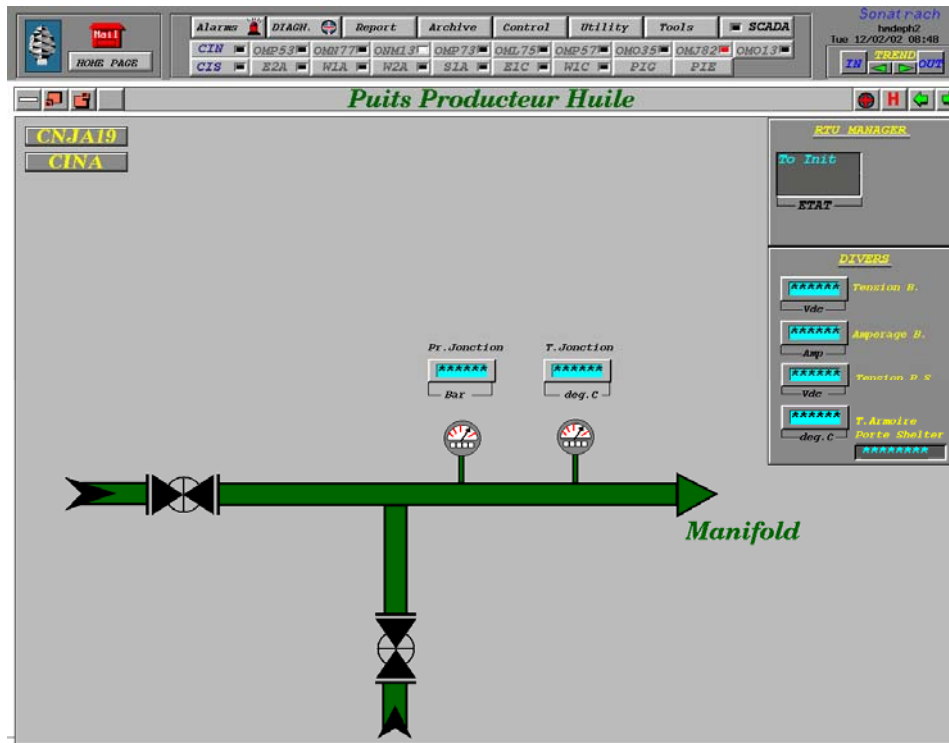 Mail
HOME PAGE
Alarms DIAGN. Report Archive Control Utility Tools SCADA
CIN OMP53 OMN77 ONM13 OMP73 OML75 OMP57 OMO35 OMJ82 OMO13
CIS E2A W1A W2A S1A E1C W1C PIG PIE
Sonatrach
hmdeph2
Tue 12/02/02 08:48
TREND
IN OUT
Puits Producteur Huile
H
CNJA19
CINA
RTU MANAGER
To Init
ETAT
DIVERS
****** Tension B.
Vdc
****** Amperage B.
Amp
****** Tension P.S
Vdc
****** T.Armoire
deg.C Porte Shelter
********
Pr.Jonction T.Jonction
****** ******
Bar deg.C
Manifold